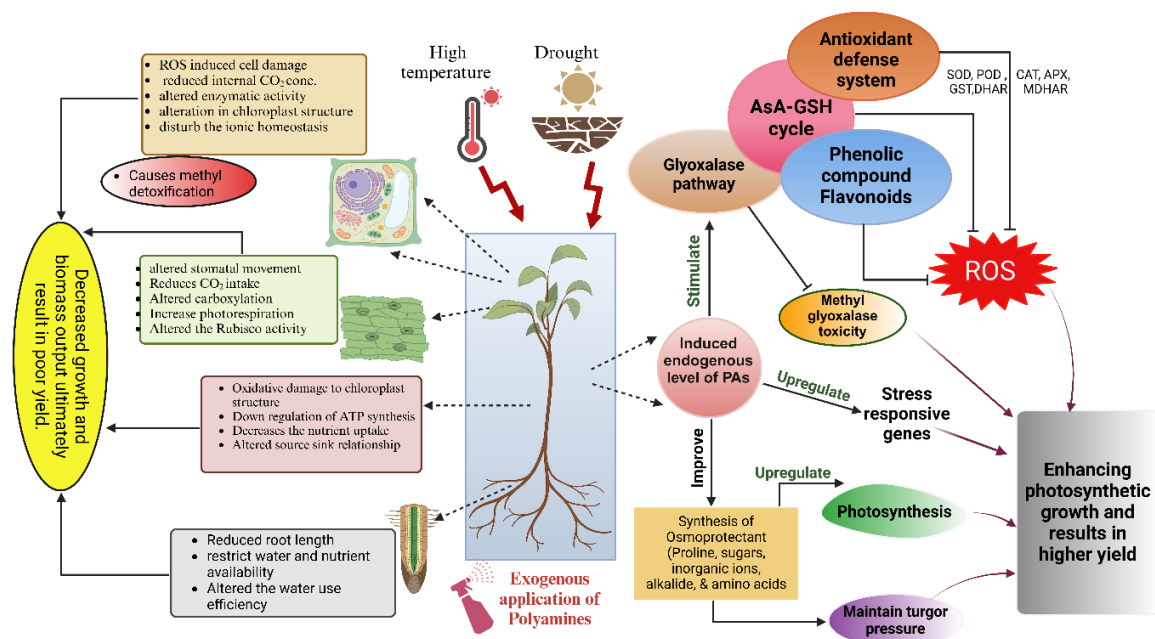 • ROS induced cell damage
• reduced internal CO₂ conc.
• altered enzymatic activity
• alteration in chloroplast structure
• disturb the ionic homeostasis
• Causes methyl
detoxification
Decreased growth and
biomass output ultimately
result in poor yield.
altered stomatal movement
• Reduces CO₂ intake
• Altered carboxylation
• Increase photorespiration
• Altered the Rubisco activity
• Oxidative damage to chloroplast
structure
• Down regulation of ATP synthesis
• Decreases the nutrient uptake
• Altered source sink relationship
• Reduced root length
• restrict water and nutrient
availability
• Altered the water use
efficiency
High
temperature
Drought
Exogenous
application of
Polyamines
Antioxidant
defense
system
SOD, POD ,
GST,DHAR
CAT, APX,
MDHAR
AsA-GSH
cycle
Glyoxalase
pathway
Phenolic
compound
Flavonoids
ROS
Stimulate
Methyl
glyoxalase
toxicity
Induced
endogenous
level of PAs
Upregulate
Stress
responsive
genes
Improve
Upregulate
Photosynthesis
Synthesis of
Osmoprotectant
(Proline, sugars,
inorganic ions,
alkalide, & amino acids
Maintain turgor
pressure
Enhancing
photosynthetic
growth and
results in
higher yield